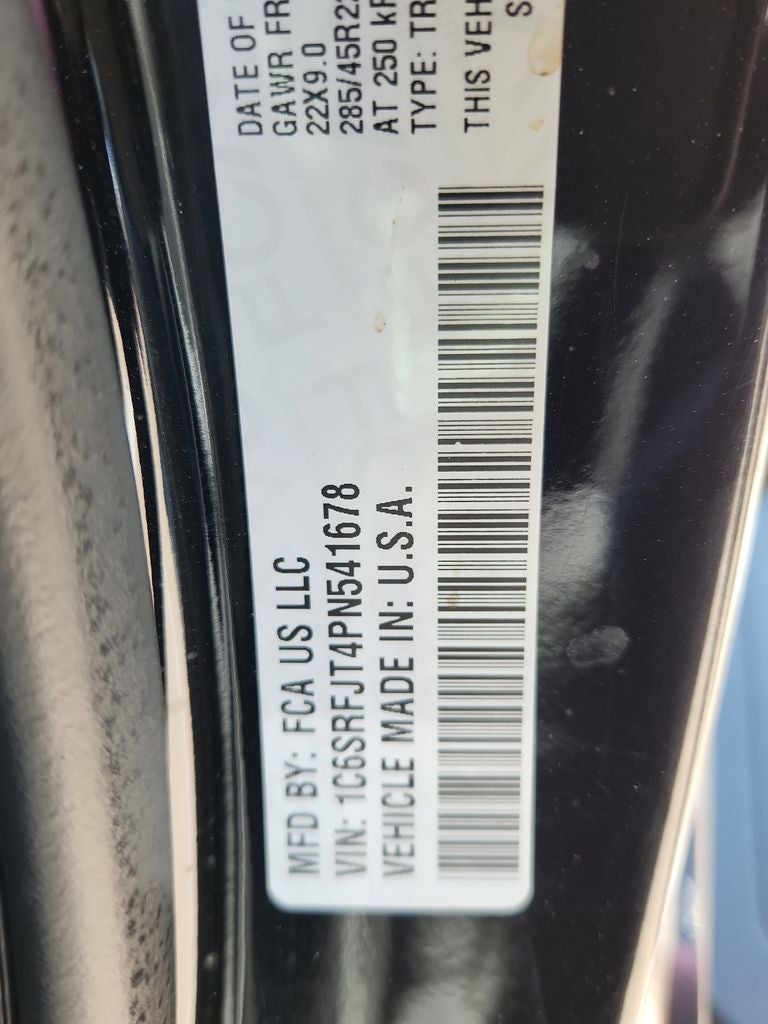 MFD BY: FCA US LLC
VIN: 1C6SRFJT4PN541678
VEHICLE MADE IN: U.S.A.
DATE OF
GAWR FR
22X9.0
285/45R22
AT 250 kP
TYPE: TR
THIS VEH
S